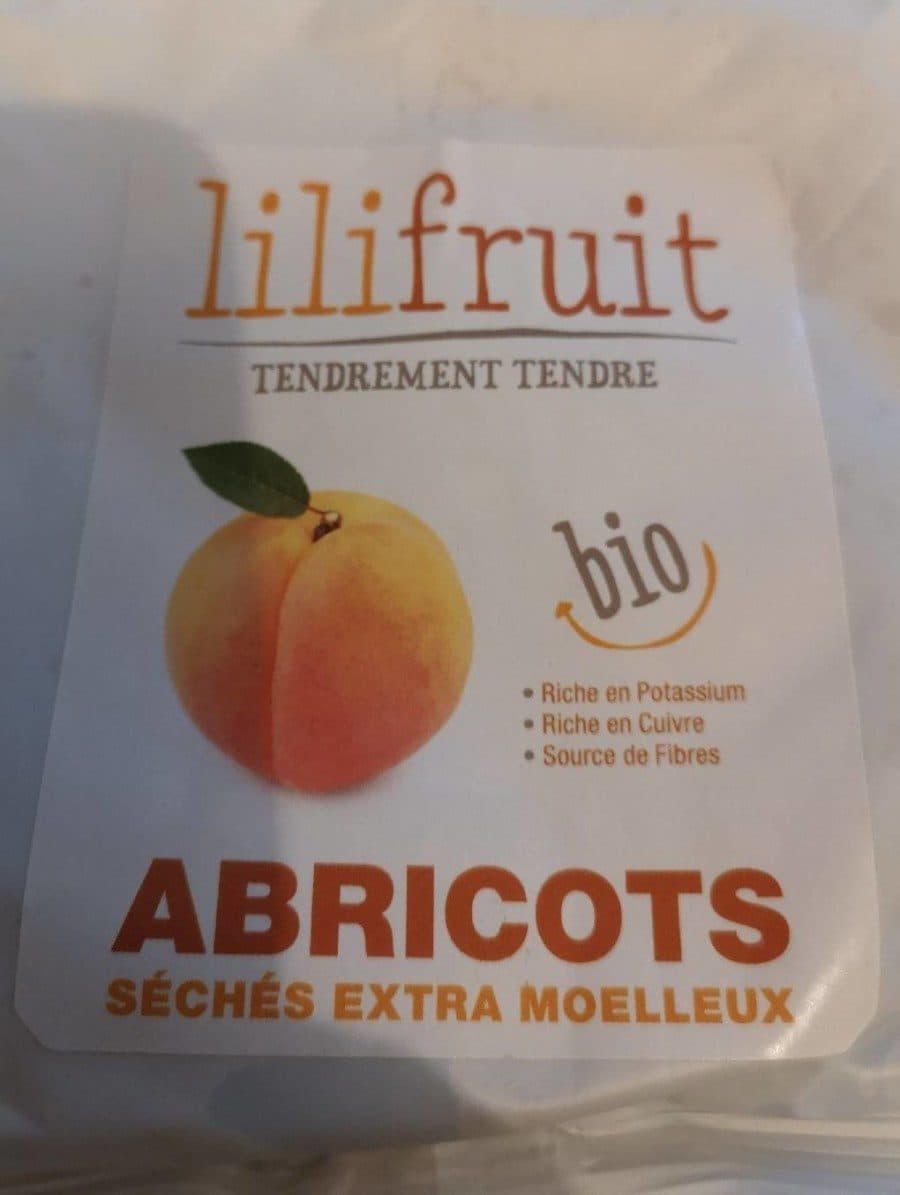 lilifruit
TENDREMENT TENDRE
bio
• Riche en Potassium
• Riche en Cuivre
• Source de Fibres
ABRICOTS
SÉCHÉS EXTRA MOELLEUX